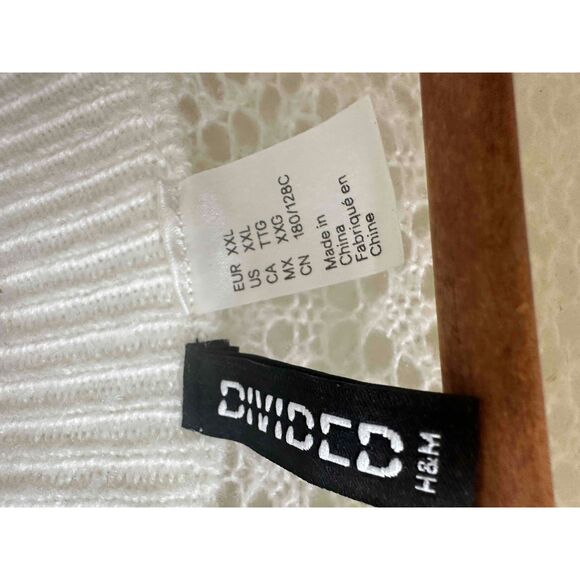 EUR XXL
US XXL
CA TTG
MX XXG
CN 180/128C
Made in
China
Fabriqué en
Chine
DIVIDED
H&M